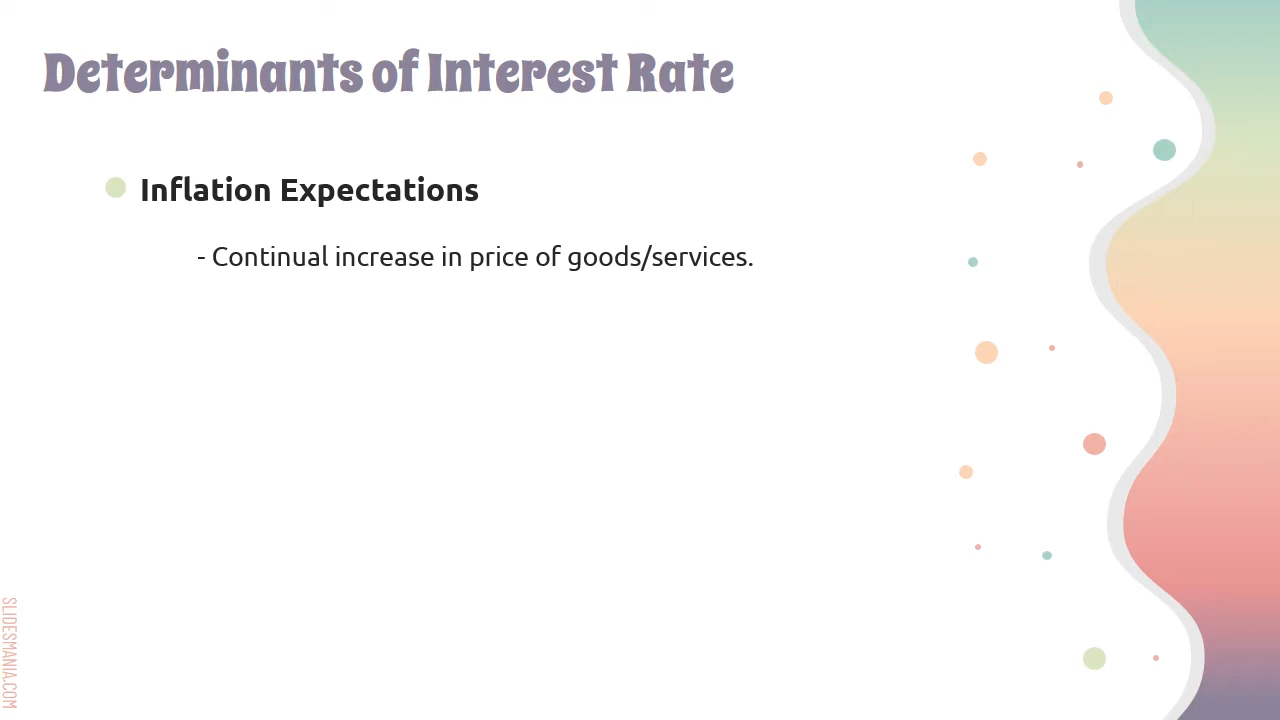 Determinants of Interest Rate
Inflation Expectations
- Continual increase in price of goods/services.
SLIDESMANIA.COM